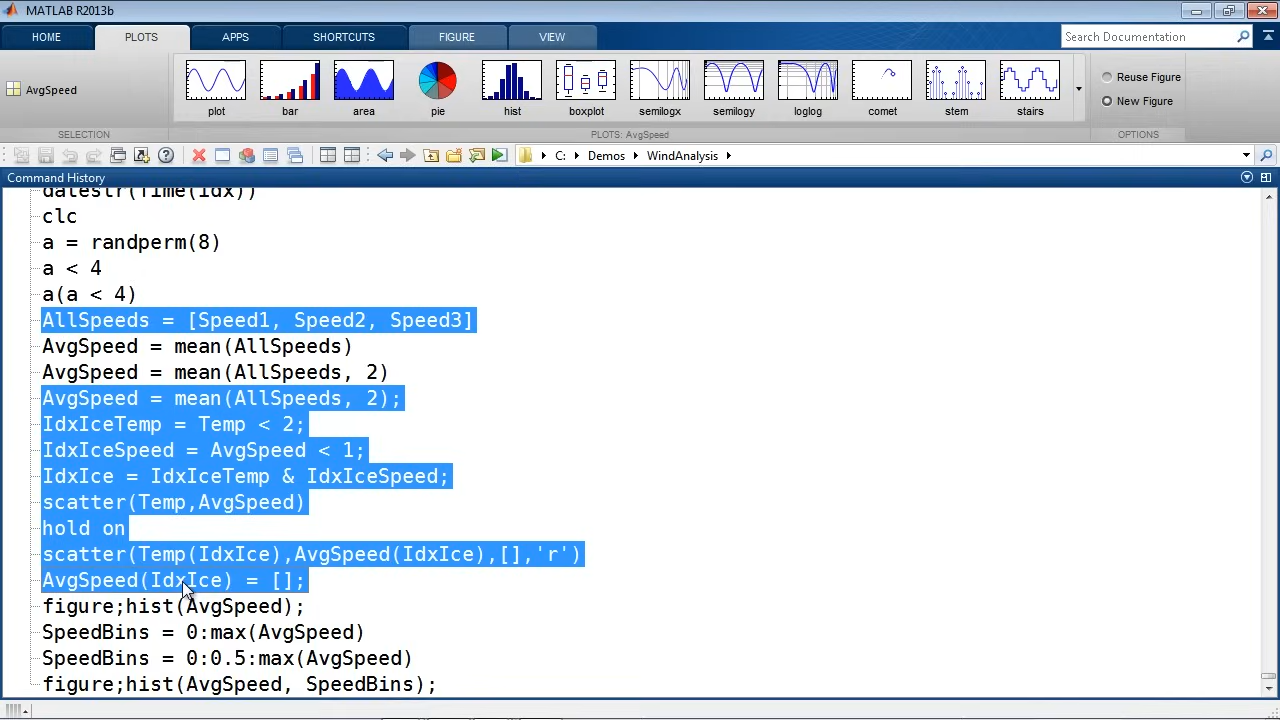 MATLAB R2013b
HOME PLOTS APPS SHORTCUTS FIGURE VIEW
Search Documentation
AvgSpeed
plot bar area pie hist boxplot semilogx semilogy loglog comet stem stairs
Reuse Figure
New Figure
SELECTION PLOTS: AvgSpeed OPTIONS
C: Demos WindAnalysis
Command History
datestr(Time(idx))
clc
a = randperm(8)
a < 4
a(a < 4)
AllSpeeds = [Speed1, Speed2, Speed3]
AvgSpeed = mean(AllSpeeds)
AvgSpeed = mean(AllSpeeds, 2)
AvgSpeed = mean(AllSpeeds, 2);
IdxIceTemp = Temp < 2;
IdxIceSpeed = AvgSpeed < 1;
IdxIce = IdxIceTemp & IdxIceSpeed;
scatter(Temp,AvgSpeed)
hold on
scatter(Temp(IdxIce),AvgSpeed(IdxIce),[],'r')
AvgSpeed(IdxIce) = [];
figure;hist(AvgSpeed);
SpeedBins = 0:max(AvgSpeed)
SpeedBins = 0:0.5:max(AvgSpeed)
figure;hist(AvgSpeed, SpeedBins);